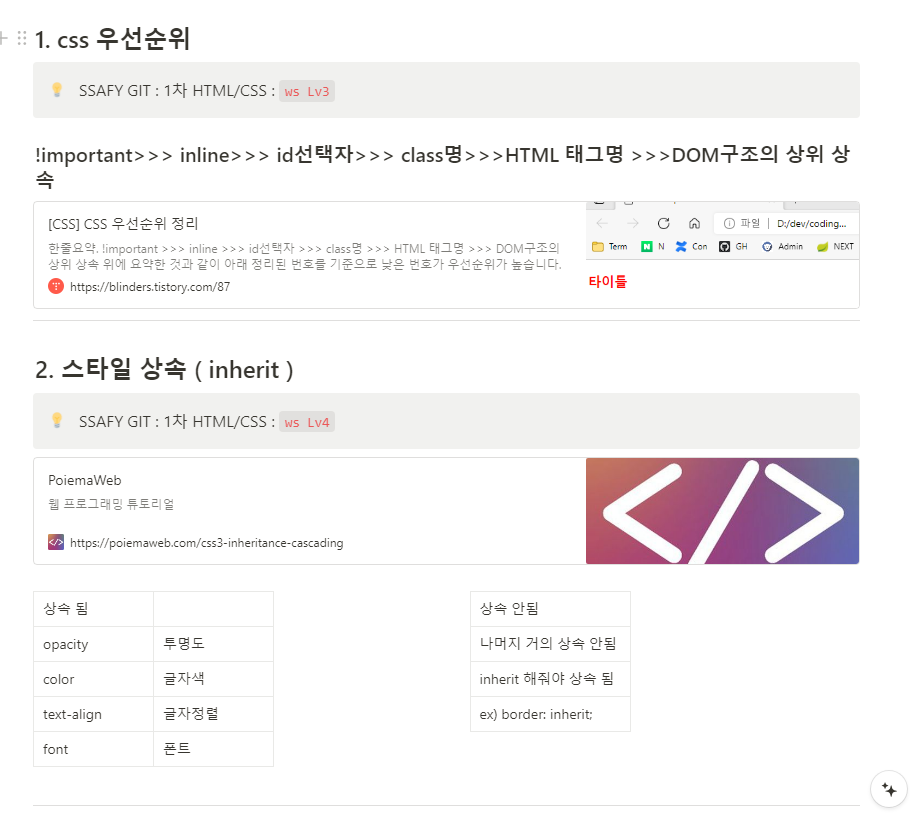 1. css 우선순위
SSAFY GIT : 1차 HTML/CSS : ws Lv3
!important>>> inline>>> id선택자>>> class명>>>HTML 태그명 >>>DOM구조의 상위 상
속
[CSS] CSS 우선순위 정리
한줄요약. !important >>> inline >>> id선택자 >>> class명 >>> HTML 태그명 >>> DOM구조의
상위 상속 위에 요약한 것과 같이 아래 정리된 번호를 기준으로 낮은 번호가 우선순위가 높습니다.
https://blinders.tistory.com/87
파일 | D:/dev/coding...
Term N Con GH Admin NEXT
타이틀
2. 스타일 상속 ( inherit )
SSAFY GIT : 1차 HTML/CSS : ws Lv4
PoiemaWeb
웹 프로그래밍 튜토리얼
https://poiemaweb.com/css3-inheritance-cascading
</>
상속 됨
opacity 투명도
color 글자색
text-align 글자정렬
font 폰트
상속 안됨
나머지 거의 상속 안됨
inherit 해줘야 상속 됨
ex) border: inherit;